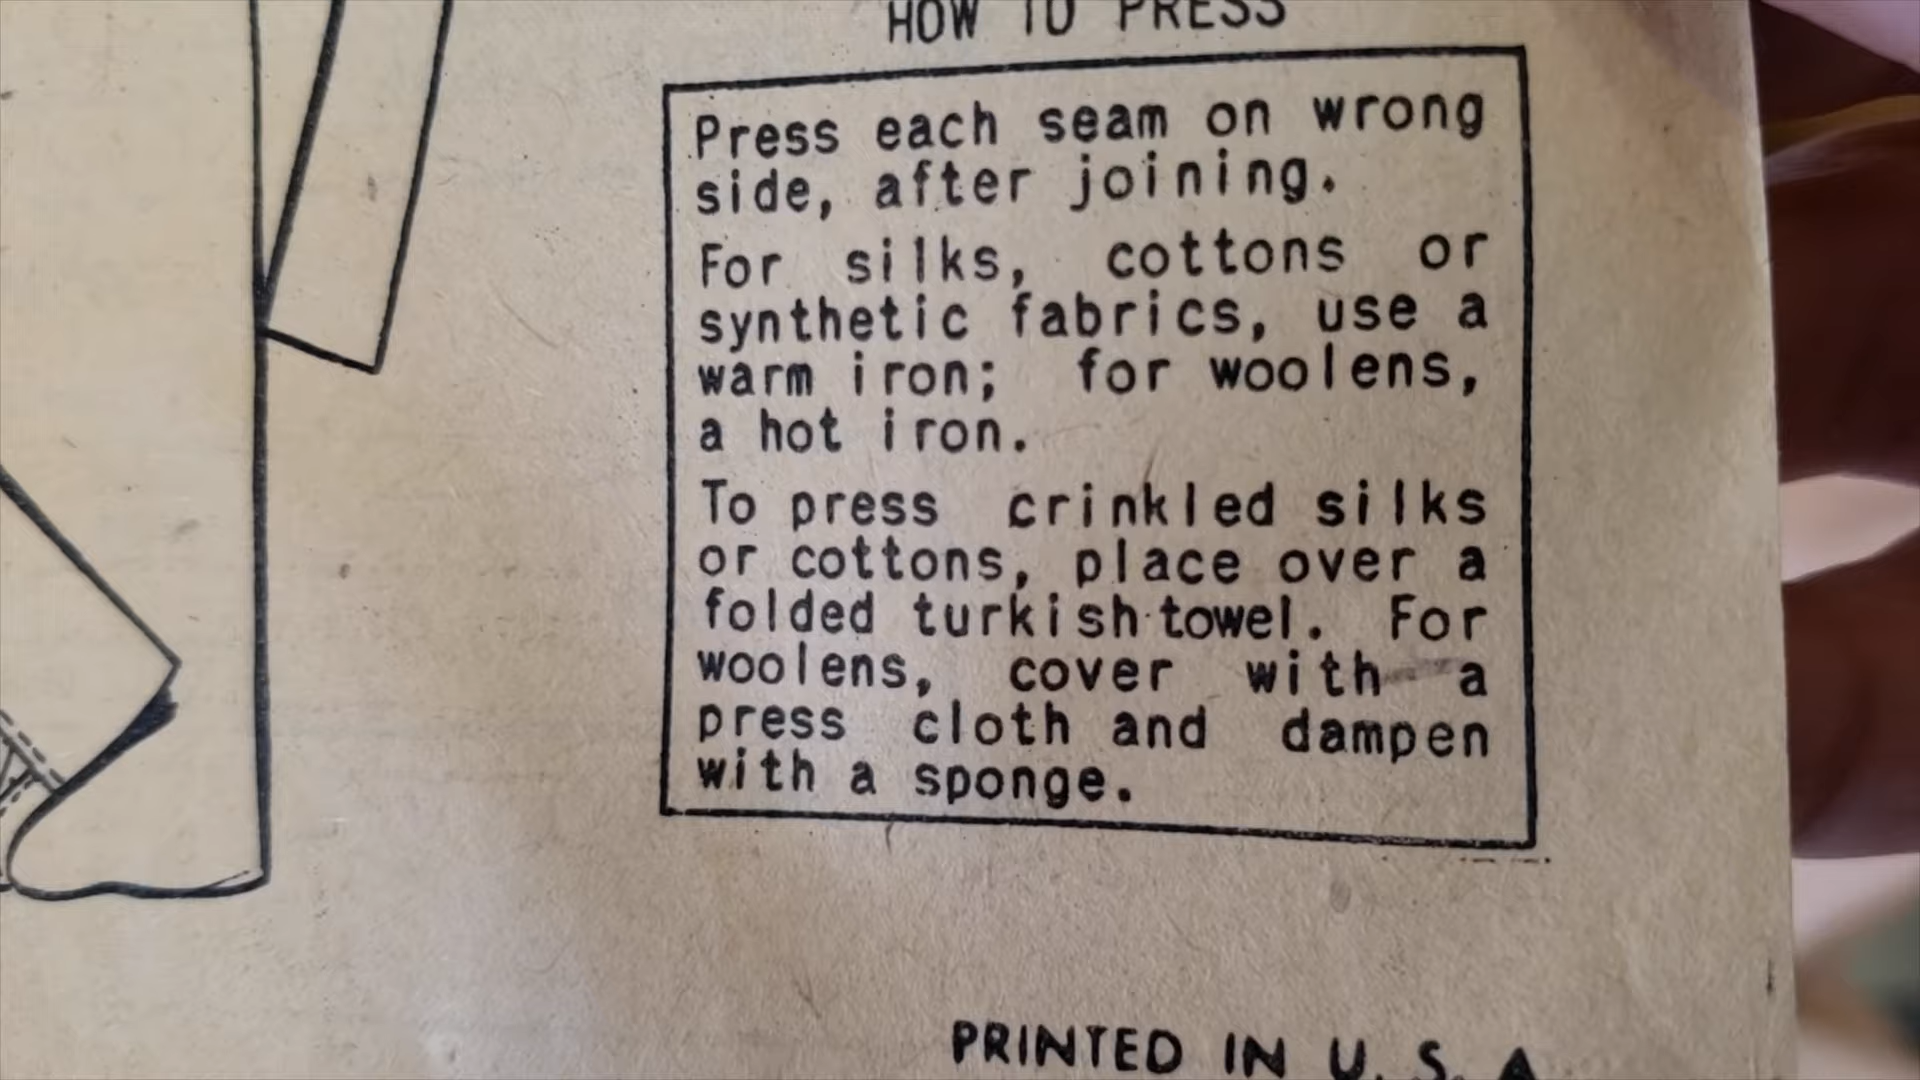 HOW TO PRESS
Press each seam on wrong
side, after joining.
For silks, cottons or
synthetic fabrics, use a
warm iron; for woolens,
a hot iron.
To press crinkled silks
or cottons, place over a
folded turkish towel. For
woolens, cover with a
press cloth and dampen
with a sponge.
PRINTED IN U. S. A